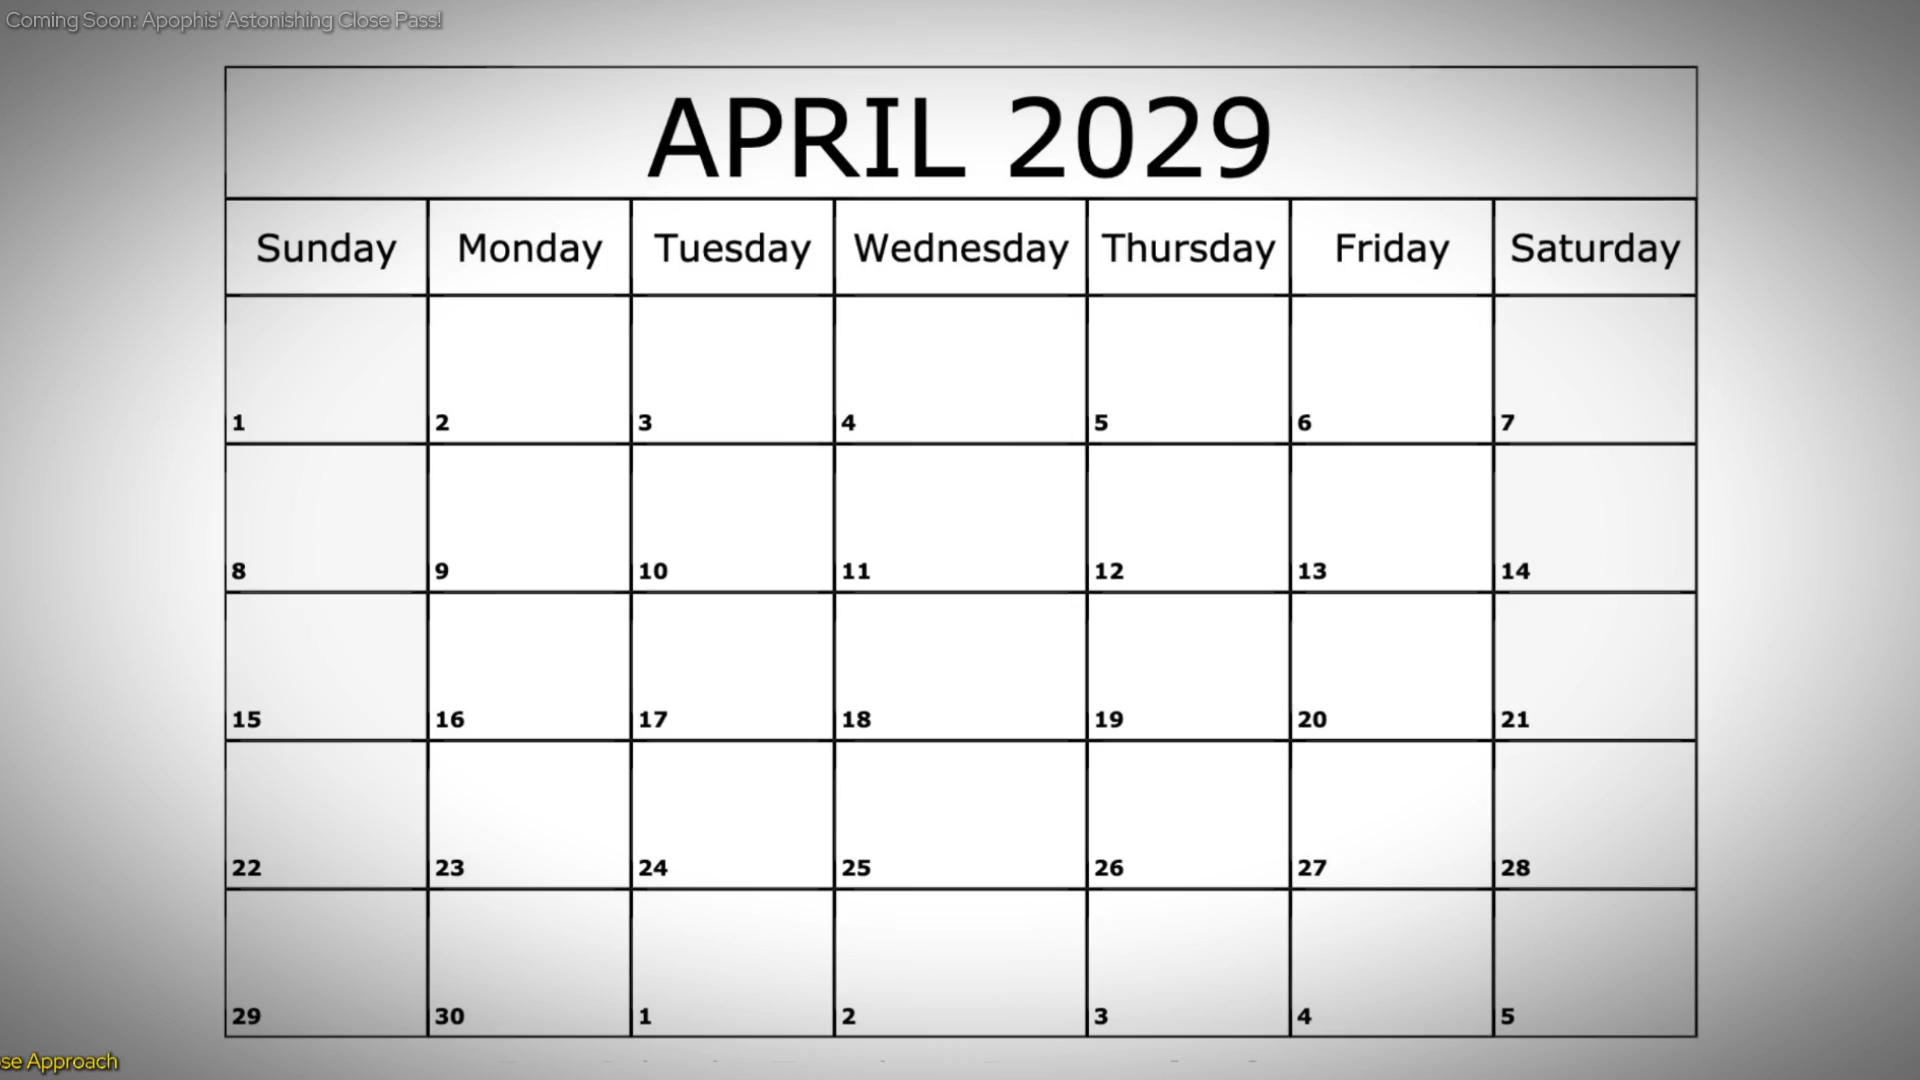 Coming Soon: Apophis' Astonishing Close Pass!
APRIL 2029
Sunday Monday Tuesday Wednesday Thursday Friday Saturday
1 2 3 4 5 6 7
8 9 10 11 12 13 14
15 16 17 18 19 20 21
22 23 24 25 26 27 28
29 30 1 2 3 4 5
Approach